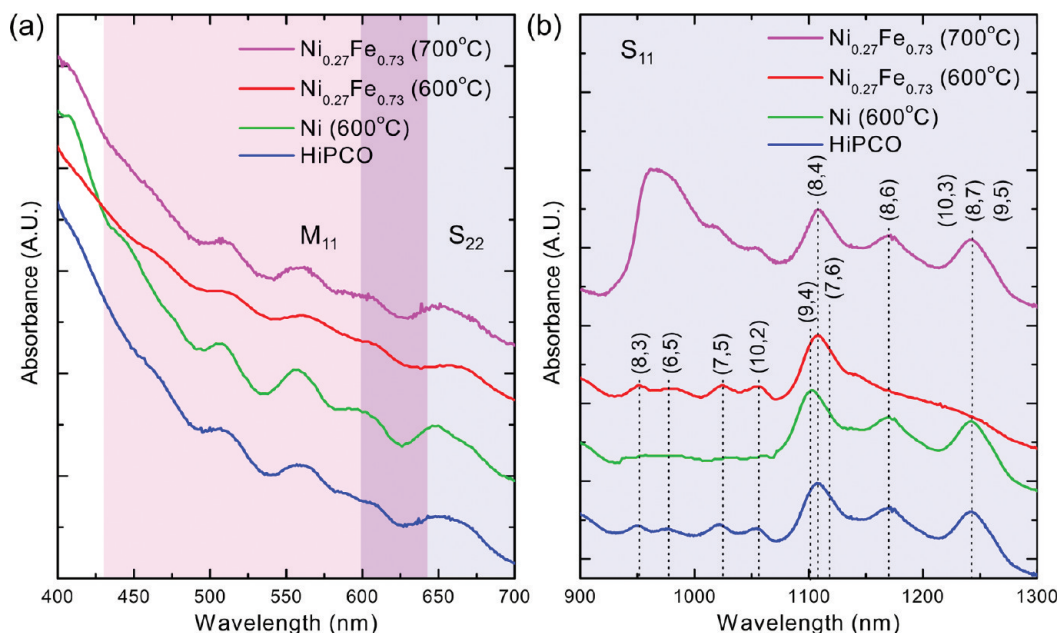 (a)
Ni0.27Fe0.73 (700°C)
Ni0.27Fe0.73 (600°C)
Ni (600°C)
HiPCO
M11
S22
Absorbance (A.U.)
400 450 500 550 600 650 700
Wavelength (nm)
(b)
S11
Ni0.27Fe0.73 (700°C)
Ni0.27Fe0.73 (600°C)
Ni (600°C)
HiPCO
(8,3)
(6,5)
(7,5)
(10,2)
(9,4)
(8,4)
(7,6)
(8,6)
(10,3)
(8,7)
(9,5)
Absorbance (A.U.)
900 1000 1100 1200 1300
Wavelength (nm)